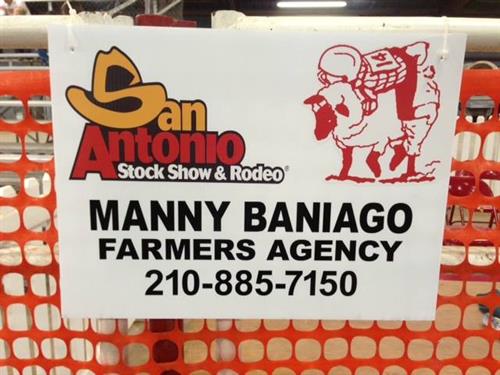 San
Antonio
Stock Show & Rodeo®
MANNY BANIAGO
FARMERS AGENCY
210-885-7150